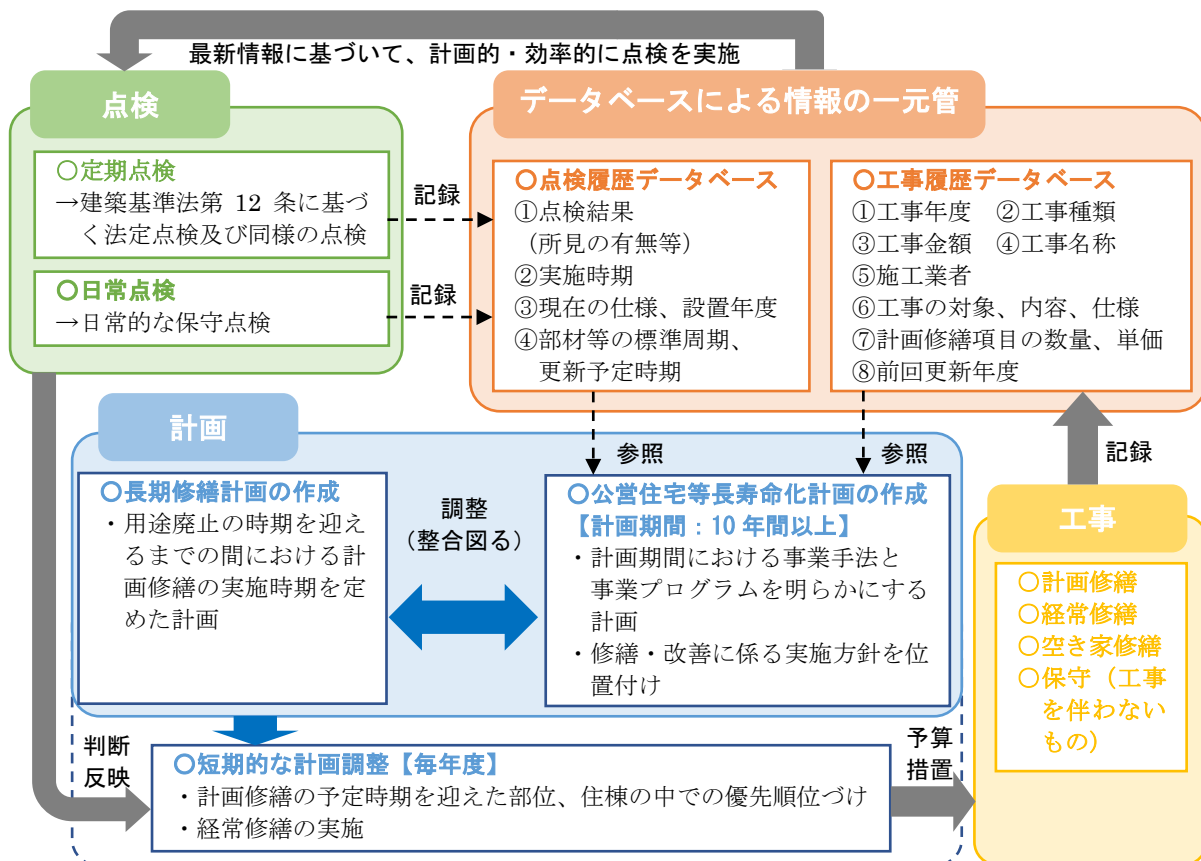 最新情報に基づいて、計画的・効率的に点検を実施
点検
データベースによる情報の一元管
○定期点検
→建築基準法第 12 条に基づ
く法定点検及び同様の点検
○日常点検
→日常的な保守点検
記録
記録
○点検履歴データベース
①点検結果
（所見の有無等）
②実施時期
③現在の仕様、設置年度
④部材等の標準周期、
更新予定時期
○工事履歴データベース
①工事年度 ②工事種類
③工事金額 ④工事名称
⑤施工業者
⑥工事の対象、内容、仕様
⑦計画修繕項目の数量、単価
⑧前回更新年度
計画
参照
参照
記録
○長期修繕計画の作成
・用途廃止の時期を迎え
るまでの間における計
画修繕の実施時期を定
めた計画
調整
（整合図る）
○公営住宅等長寿命化計画の作成
【計画期間：10 年間以上】
・計画期間における事業手法と
事業プログラムを明らかにする
計画
・修繕・改善に係る実施方針を位
置付け
工事
○計画修繕
○経常修繕
○空き家修繕
○保守（工事
を伴わない
もの）
判断
反映
○短期的な計画調整【毎年度】
・計画修繕の予定時期を迎えた部位、住棟の中での優先順位づけ
・経常修繕の実施
予算
措置